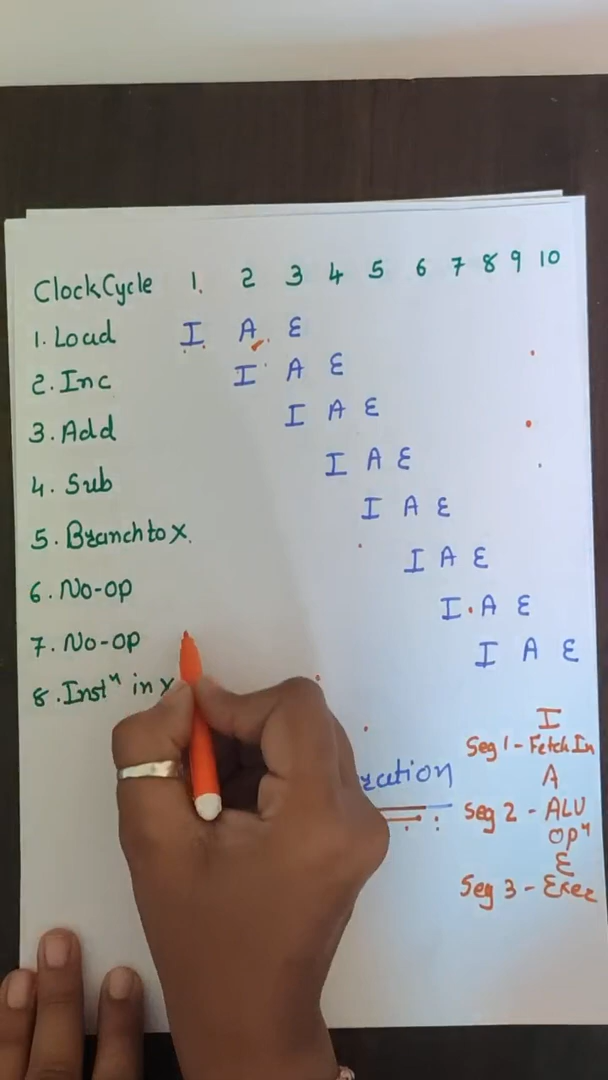 Clock Cycle 1. 2 3 4 5 6 7 8 9 10
1. Load I A E
2. Inc I A E
3. Add I A E
4. Sub I A E
5. Branch to X. I A E
6. No-op I A E
7. No-op I A E
8. Instⁿ in X I A E
I
Seg 1 - Fetch In
A
Seg 2 - ALU
Opⁿ
E
Seg 3 - Exec